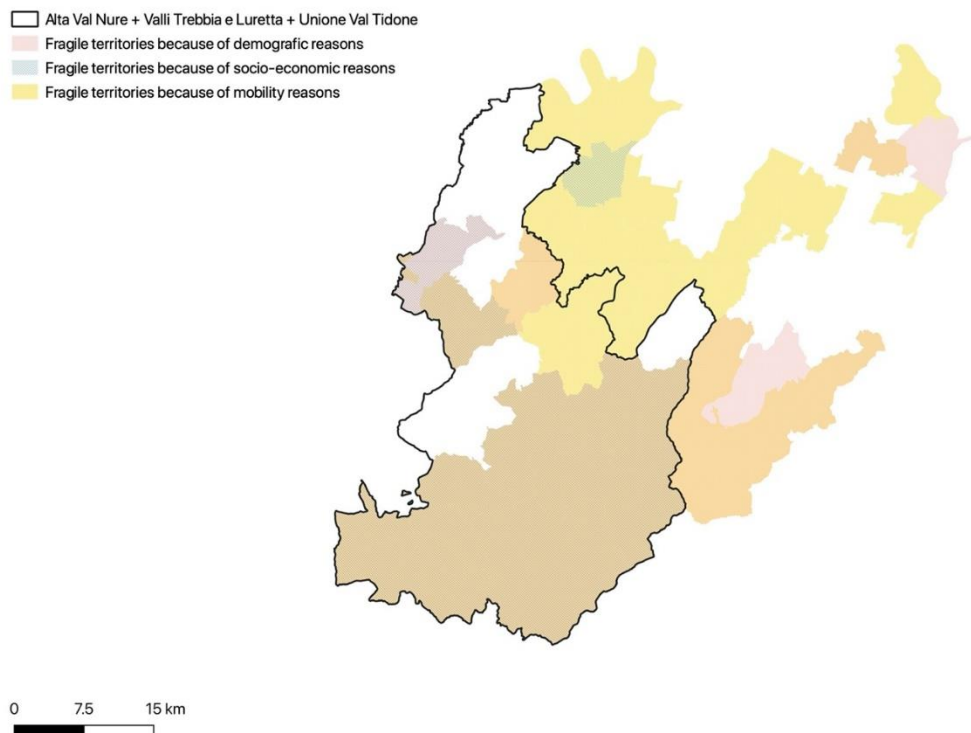 Alta Val Nure + Valli Trebbia e Luretta + Unione Val Tidone
Fragile territories because of demografic reasons
Fragile territories because of socio-economic reasons
Fragile territories because of mobility reasons
0 7.5 15 km